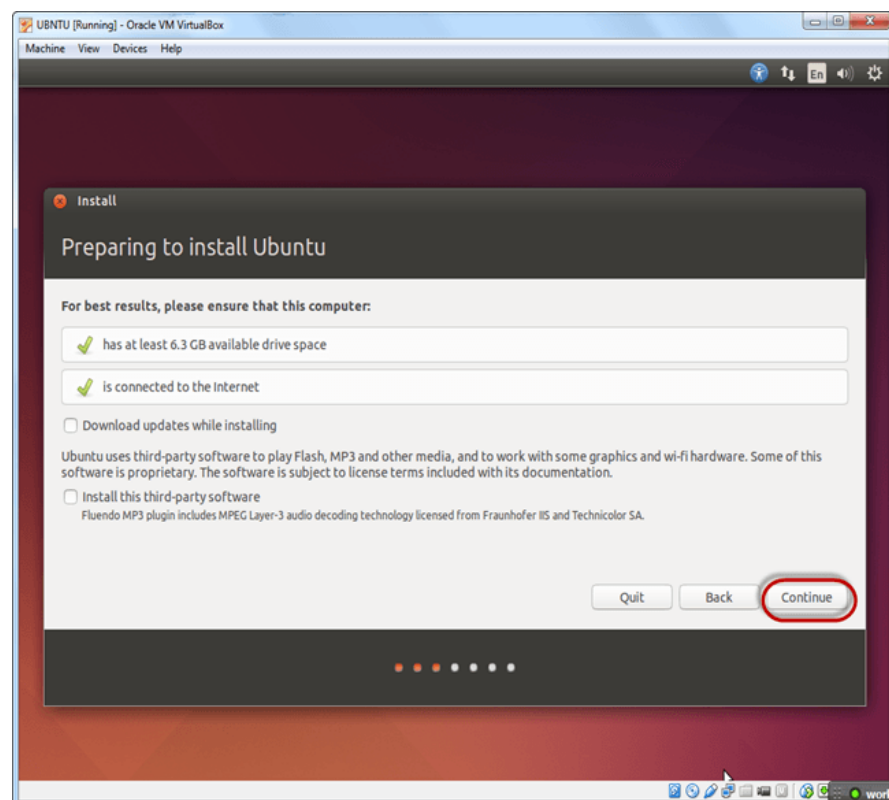 UBNTU [Running] - Oracle VM VirtualBox
Machine View Devices Help
En
Install
Preparing to install Ubuntu
For best results, please ensure that this computer:
has at least 6.3 GB available drive space
is connected to the Internet
Download updates while installing
Ubuntu uses third-party software to play Flash, MP3 and other media, and to work with some graphics and wi-fi hardware. Some of this
software is proprietary. The software is subject to license terms included with its documentation.
Install this third-party software
Fluendo MP3 plugin includes MPEG Layer-3 audio decoding technology licensed from Fraunhofer IIS and Technicolor SA.
Quit Back Continue